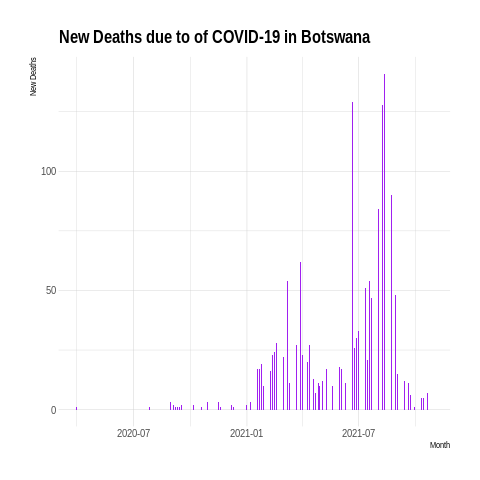 New Deaths due to of COVID-19 in Botswana
New Deaths
100
50
0
2020-07
2021-01
2021-07
Month